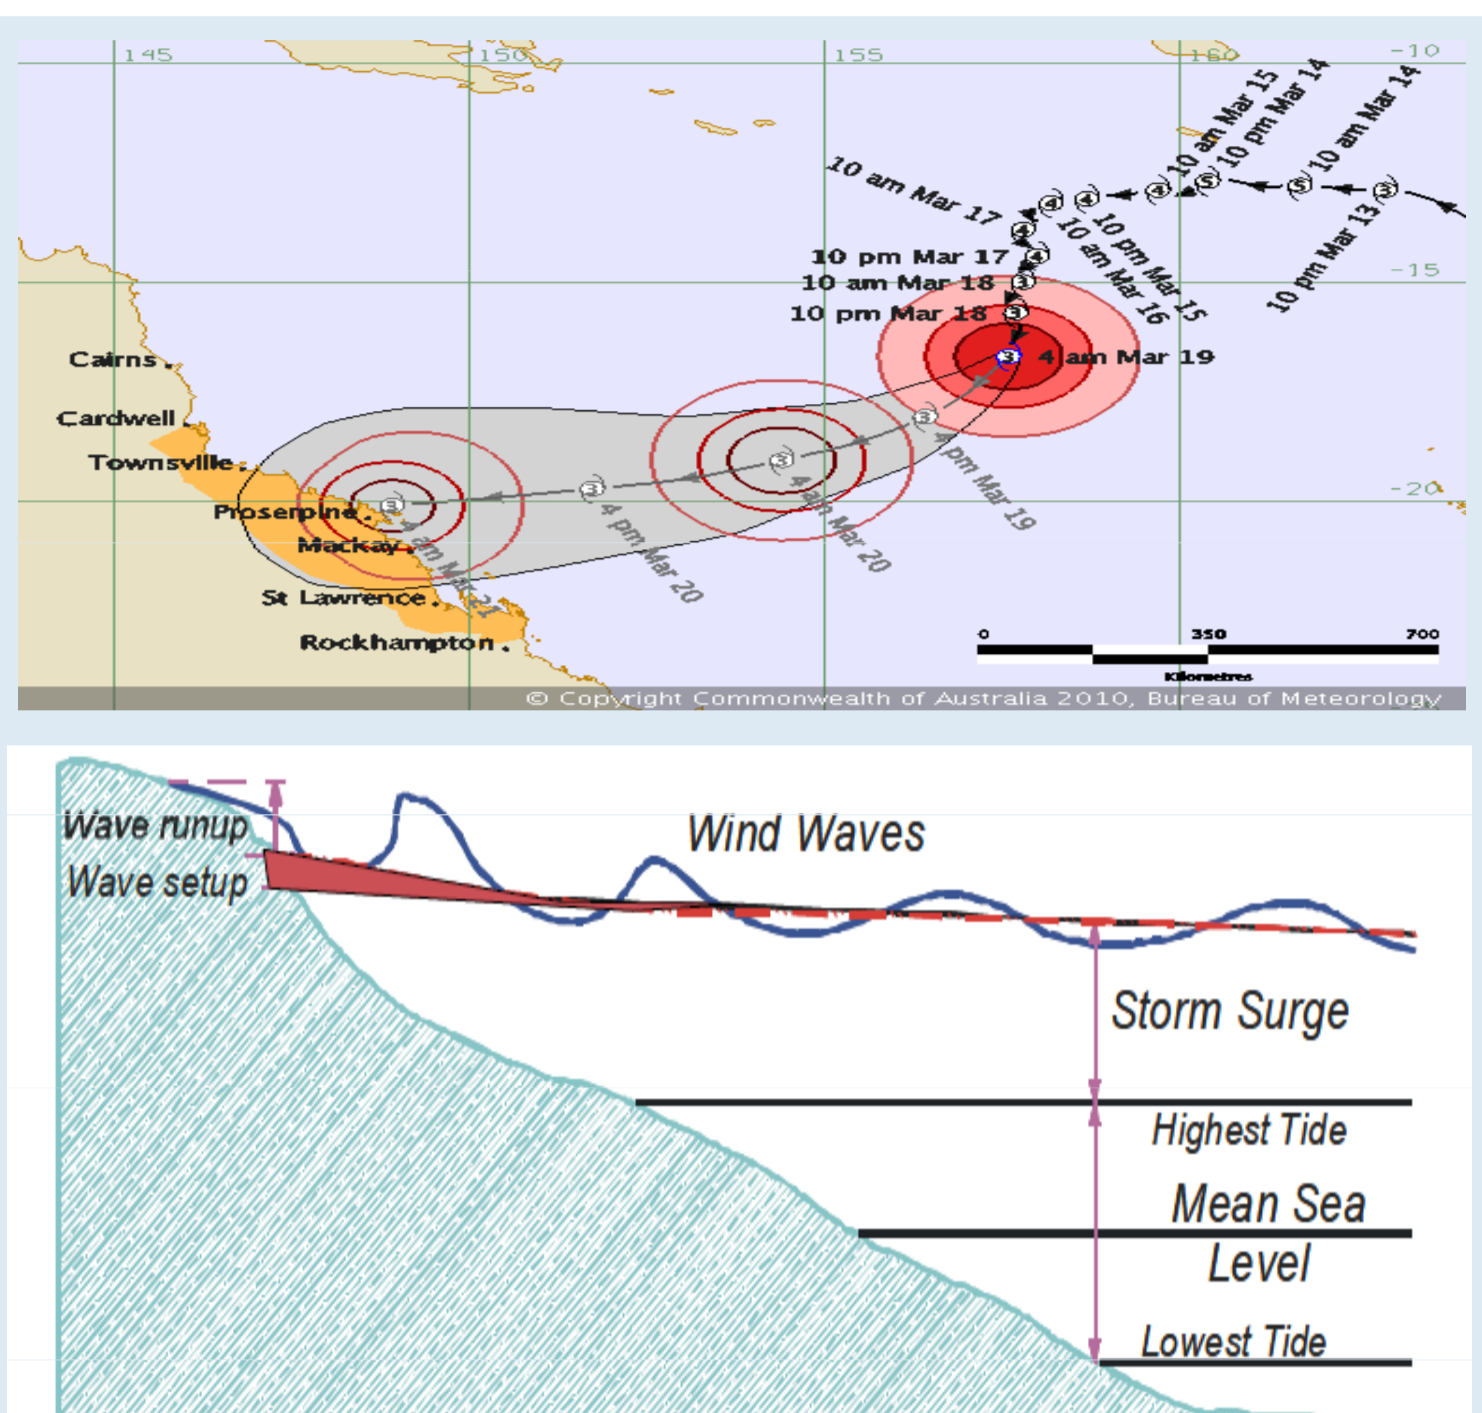 145
150
155
160
-10
10 am Mar 15
10 pm Mar 14
10 am Mar 14
10 am Mar 17
10 pm Mar 13
10 pm Mar 15
10 am Mar 16
10 pm Mar 17
10 am Mar 18
10 pm Mar 18
-15
4 am Mar 19
Cairns
Cardwell
Townsville
4 pm Mar 19
-20
Proserpine
4 am Mar 20
4 pm Mar 20
Mackay
4 am Mar 21
St Lawrence
Rockhampton
0 350 700
Kilometres
© Copyright Commonwealth of Australia 2010, Bureau of Meteorology
Wave runup
Wind Waves
Wave setup
Storm Surge
Highest Tide
Mean Sea
Level
Lowest Tide